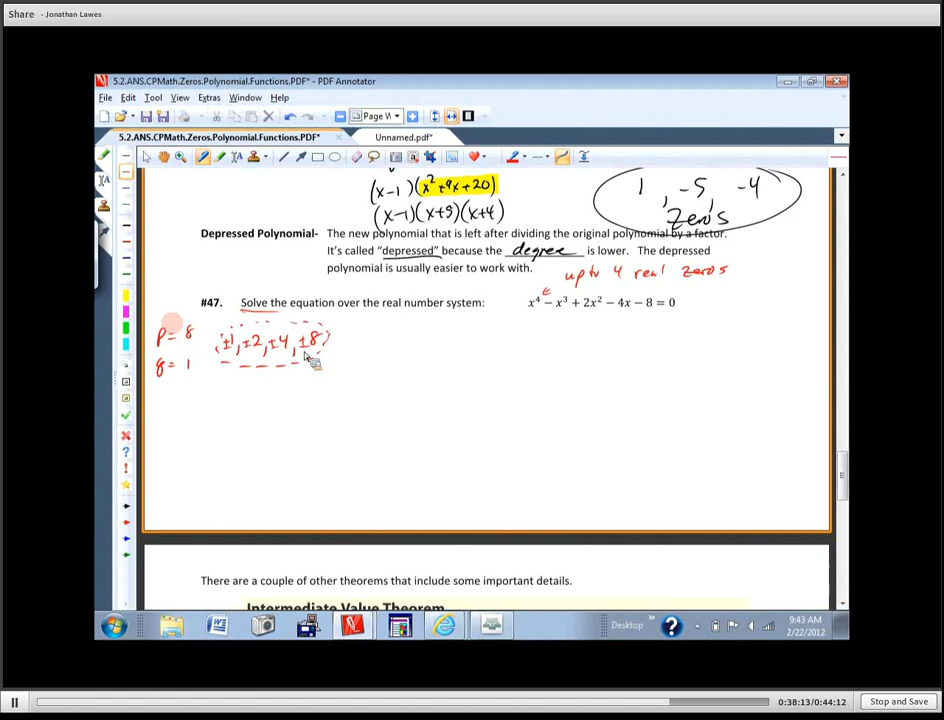 Share - Jonathan Lawes
5.2.ANS.CPMath.Zeros.Polynomial.Functions.PDF* - PDF Annotator
File Edit Tool View Extras Window Help
Page W
5.2.ANS.CPMath.Zeros.Polynomial.Functions.PDF* Unnamed.pdf*
(x-1)(x²+9x+20)
(x-1)(x+5)(x+4)
1, -5, -4
Zeros
Depressed Polynomial- The new polynomial that is left after dividing the original polynomial by a factor.
It's called "depressed" because the degree is lower. The depressed
polynomial is usually easier to work with.
up to 4 real zeros
#47. Solve the equation over the real number system: x⁴ − x³ + 2x² − 4x − 8 = 0
p = 8 (±1, ±2, ±4, ±8)
q = 1
There are a couple of other theorems that include some important details.
Intermediate Value Theorem
Desktop
9:43 AM
2/22/2012
0:38:13/0:44:12
Stop and Save